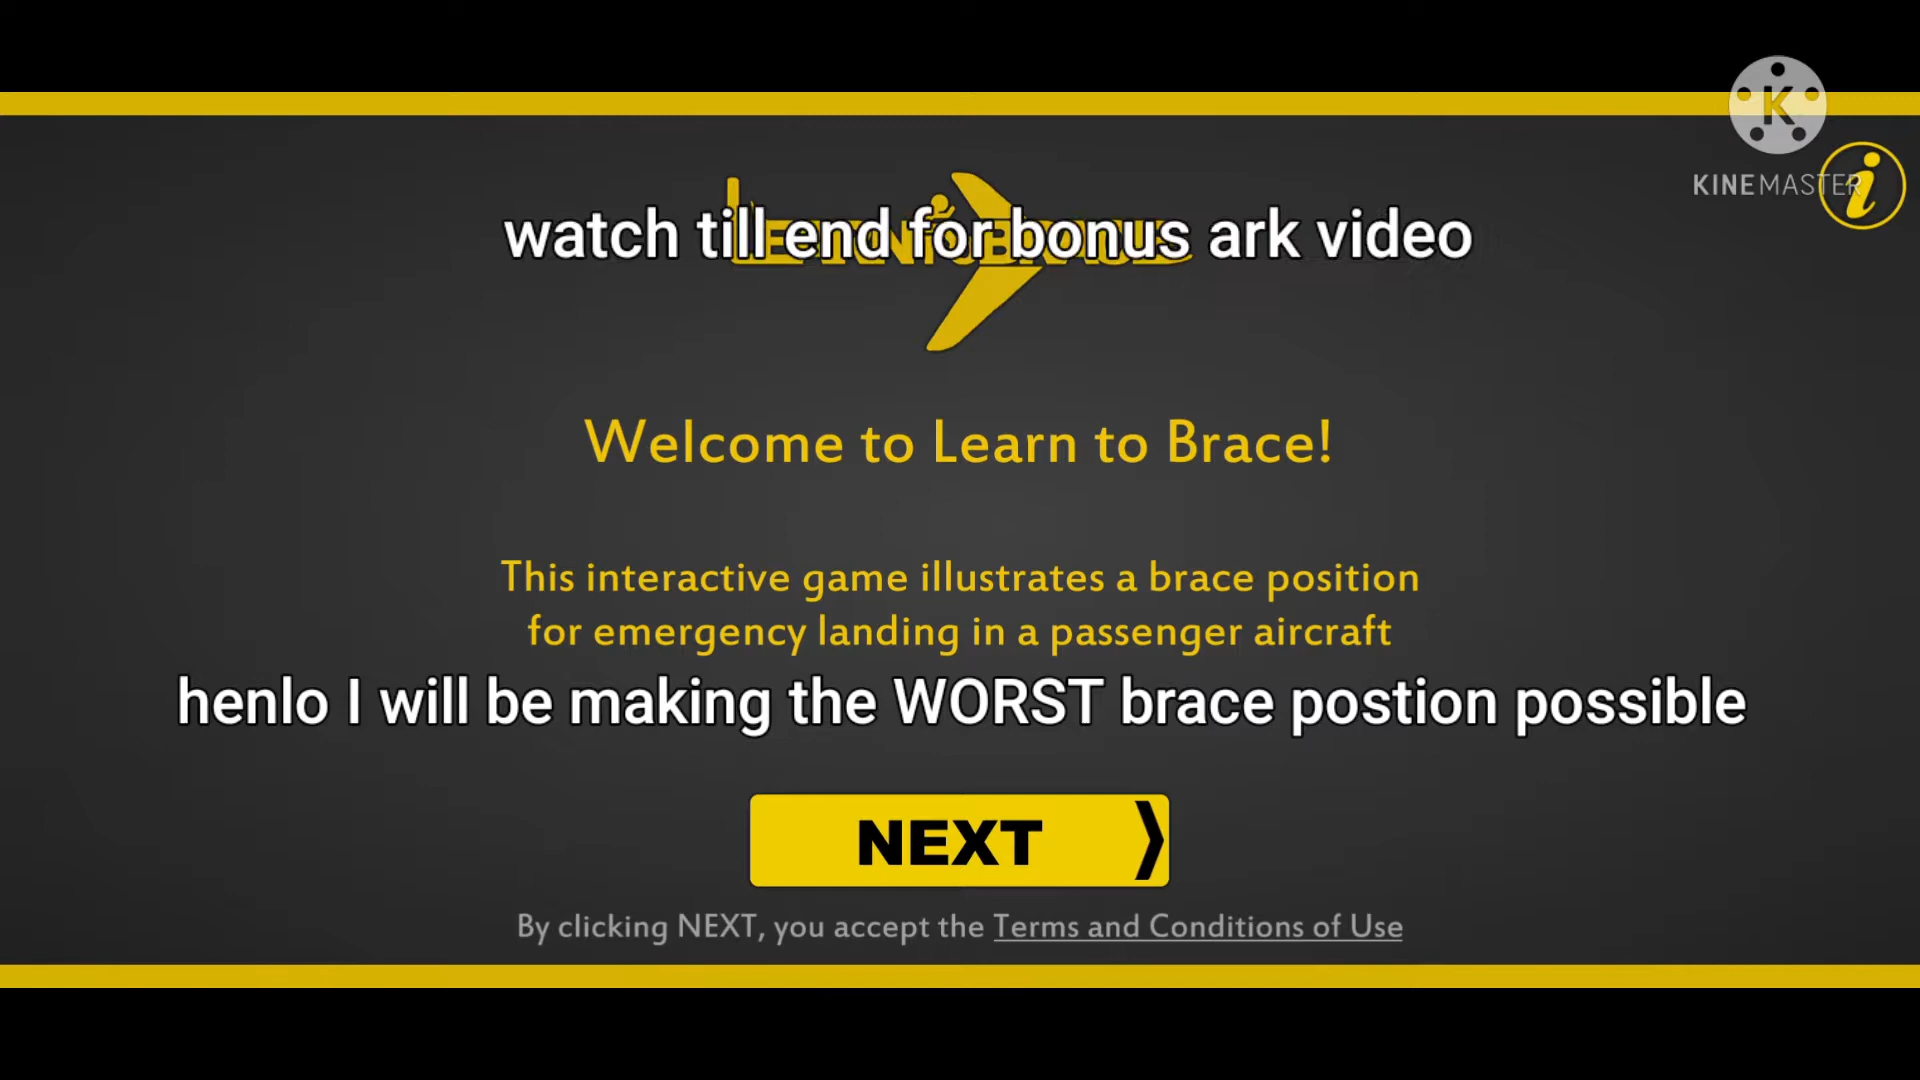 KINEMASTER
watch till end for bonus ark video
Welcome to Learn to Brace!
This interactive game illustrates a brace position
for emergency landing in a passenger aircraft
henlo I will be making the WORST brace postion possible
NEXT
By clicking NEXT, you accept the Terms and Conditions of Use